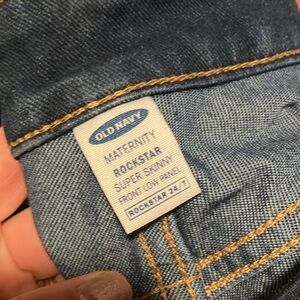 OLD NAVY
MATERNITY
ROCKSTAR
SUPER SKINNY
FRONT LOW PANEL
ROCKSTAR 24/7